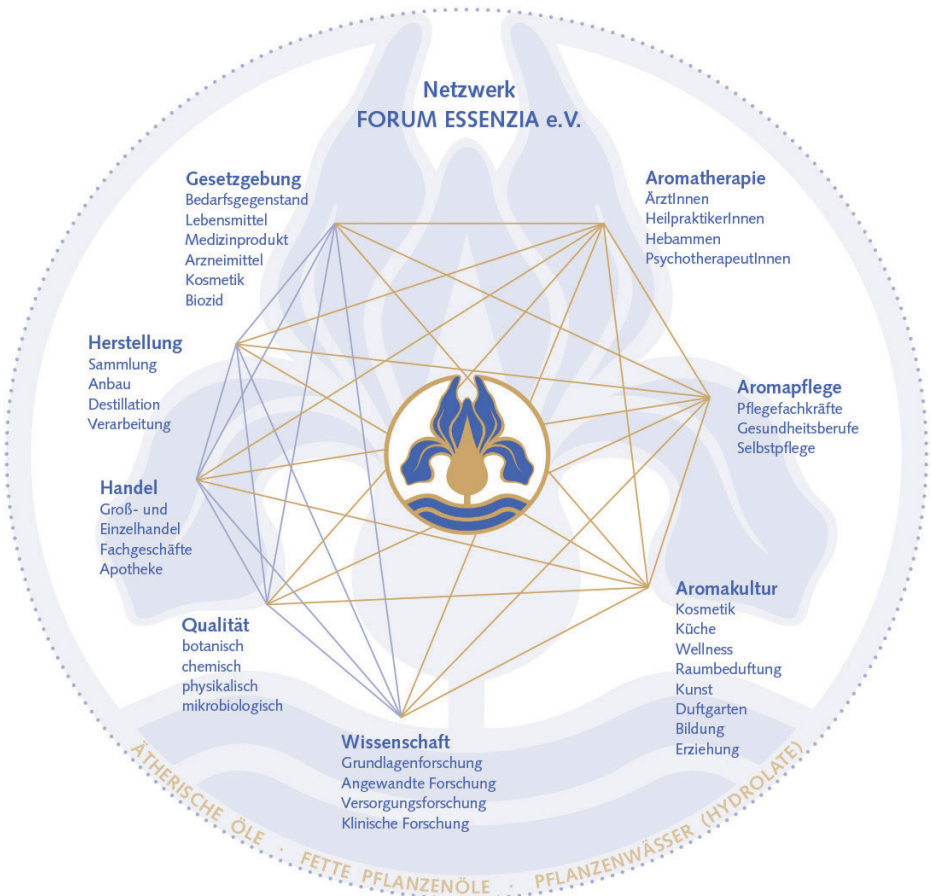 Netzwerk
FORUM ESSENZIA e.V.
Gesetzgebung
Bedarfsgegenstand
Lebensmittel
Medizinprodukt
Arzneimittel
Kosmetik
Biozid
Aromatherapie
ÄrztInnen
HeilpraktikerInnen
Hebammen
PsychotherapeutInnen
Herstellung
Sammlung
Anbau
Destillation
Verarbeitung
Aromapflege
Pflegefachkräfte
Gesundheitsberufe
Selbstpflege
Handel
Groß- und
Einzelhandel
Fachgeschäfte
Apotheke
Aromakultur
Kosmetik
Küche
Wellness
Raumbeduftung
Kunst
Duftgarten
Bildung
Erziehung
Qualität
botanisch
chemisch
physikalisch
mikrobiologisch
Wissenschaft
Grundlagenforschung
Angewandte Forschung
Versorgungsforschung
Klinische Forschung
ÄTHERISCHE ÖLE · FETTE PFLANZENÖLE · PFLANZENWÄSSER (HYDROLATE)